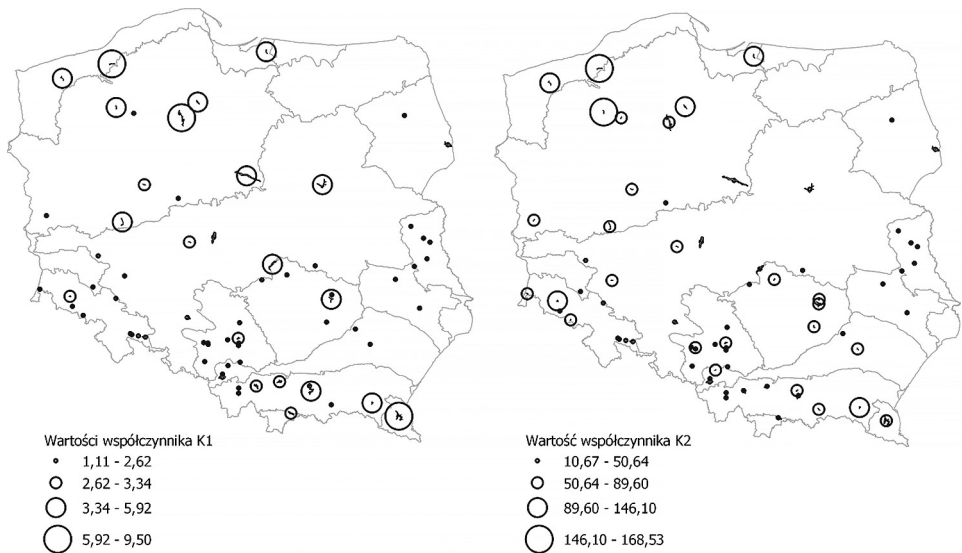 Wartości współczynnika K1
1,11 - 2,62
2,62 - 3,34
3,34 - 5,92
5,92 - 9,50
Wartość współczynnika K2
10,67 - 50,64
50,64 - 89,60
89,60 - 146,10
146,10 - 168,53